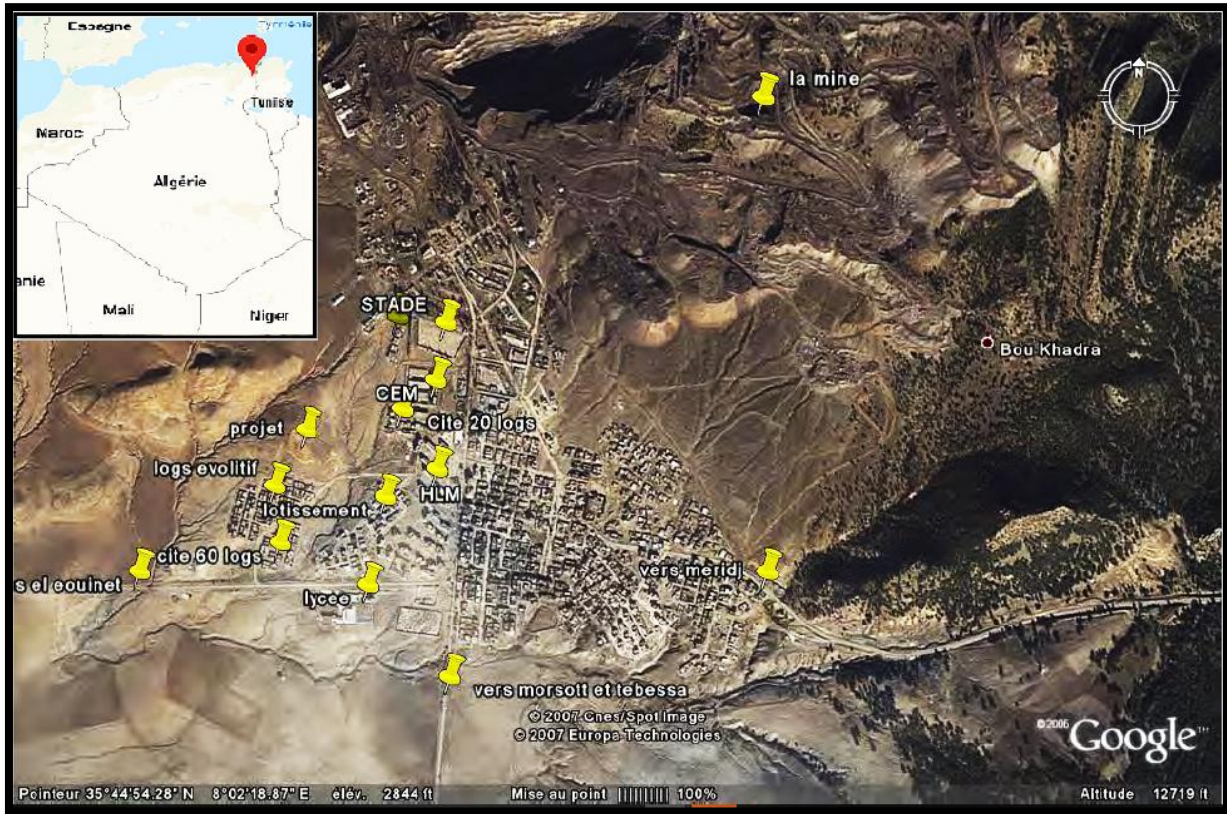 Espagne
Tunise
Maroc
Algérie
anie
Mali
Niger
la mine
N
STADE
Bou Khadra
CEM
Cite 20 logs
projet
logs evolitif
HLM
lotissement
cite 60 logs
vers meridj
s el eouinet
lycee
vers morsott et tebessa
© 2007 Cnes/Spot Image
© 2007 Europa Technologies
©2006 Google™
Pointeur 35°44'54.28" N 8°02'18.87" E élév. 2844 ft Mise au point |||||||||| 100% Altitude 12719 ft